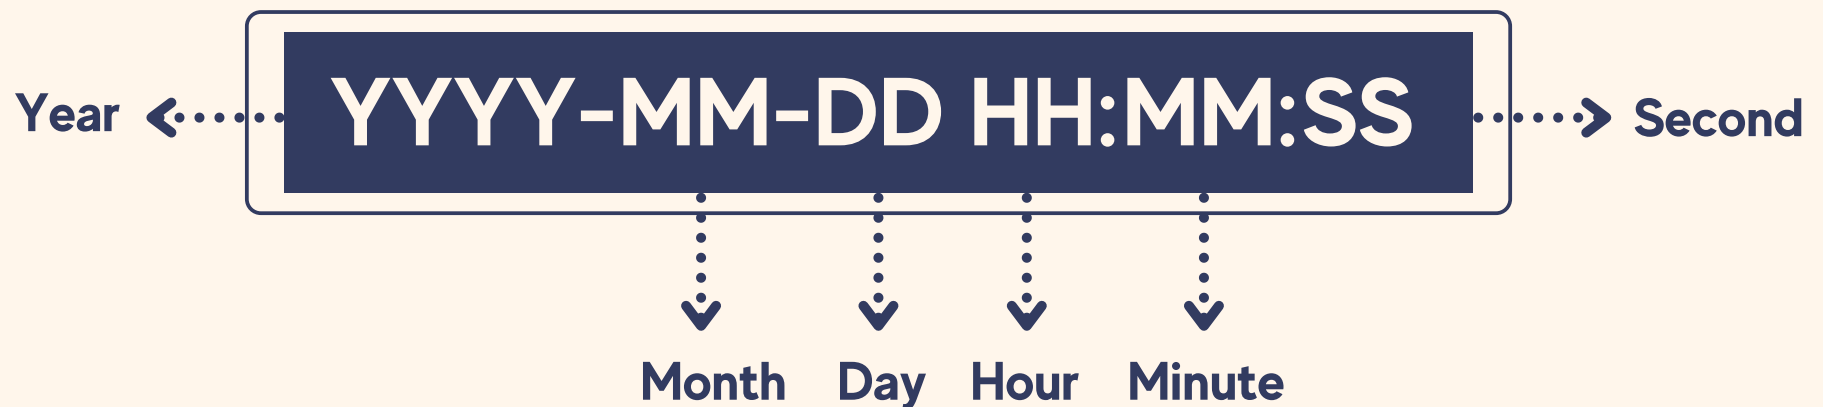 YYYY-MM-DD HH:MM:SS
Year
Second
Month
Day
Hour
Minute